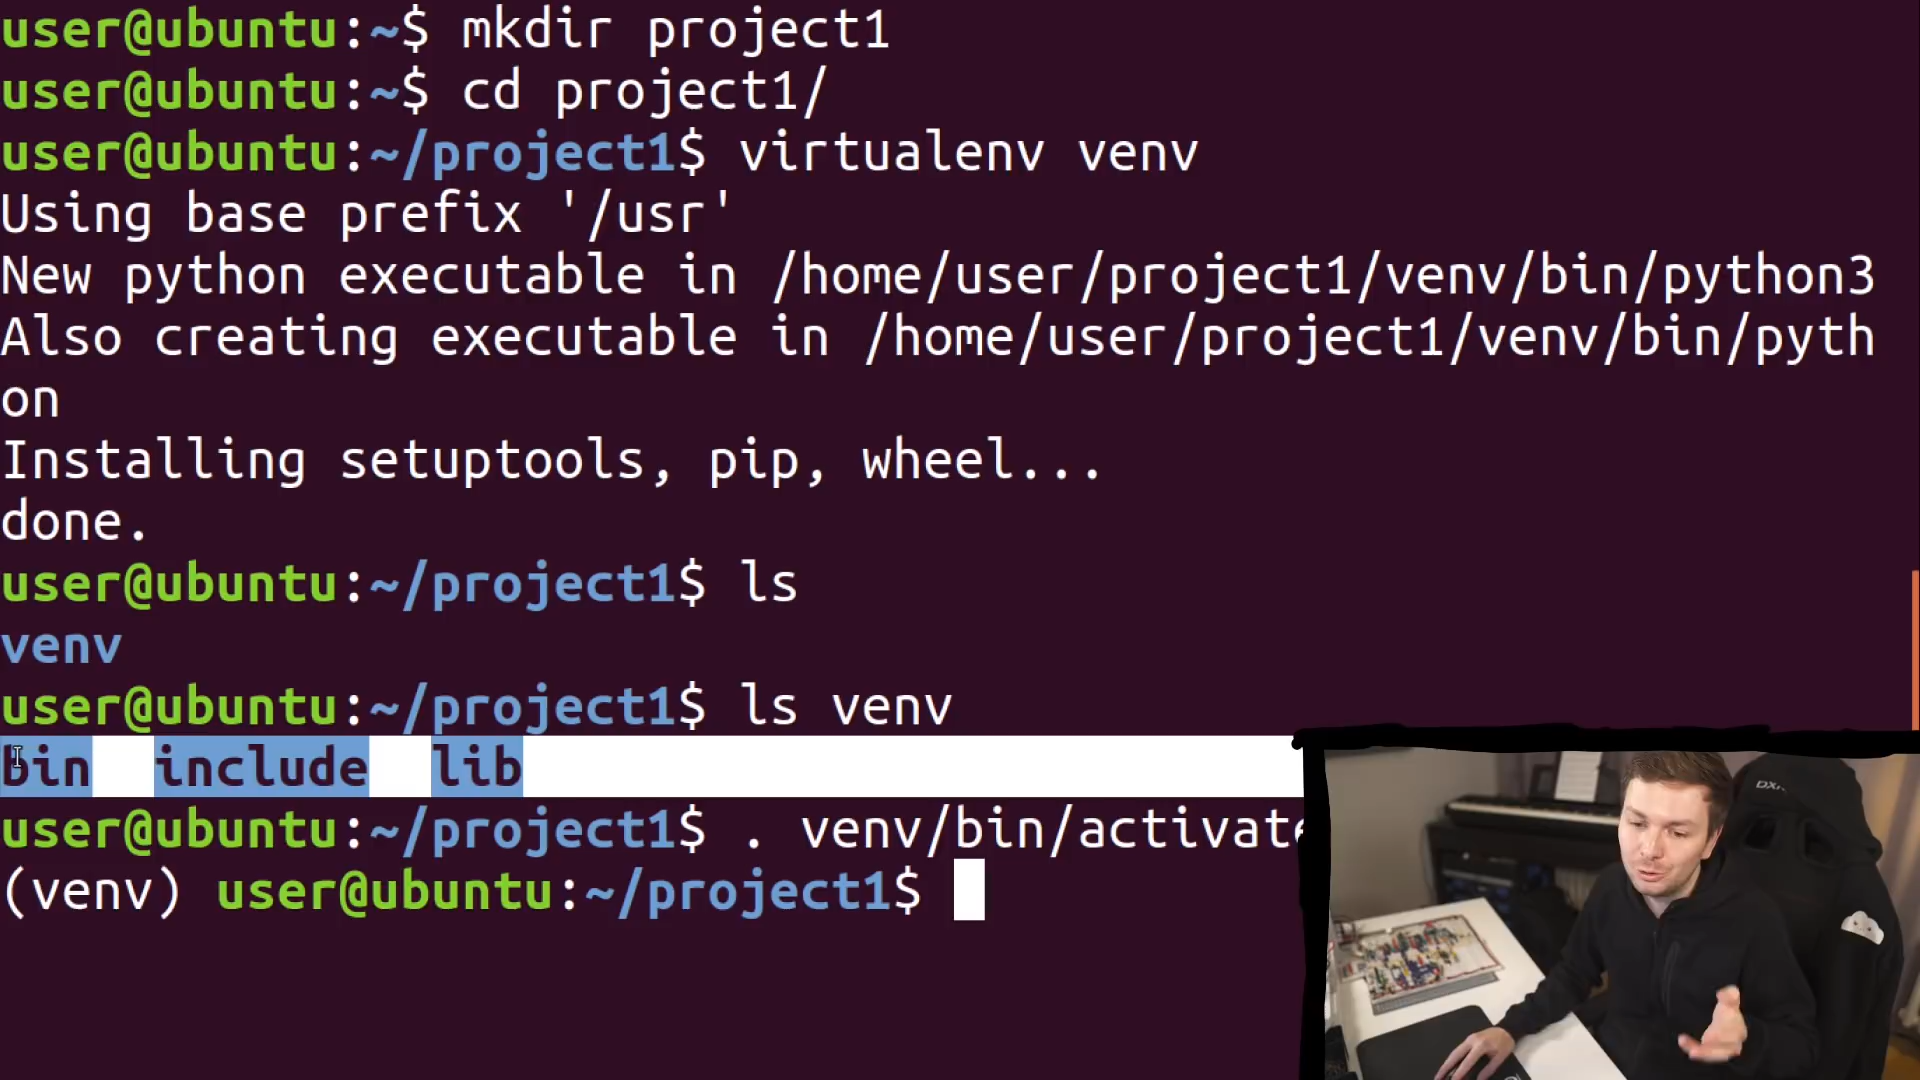 user@ubuntu:~$ mkdir project1
user@ubuntu:~$ cd project1/
user@ubuntu:~/project1$ virtualenv venv
Using base prefix '/usr'
New python executable in /home/user/project1/venv/bin/python3
Also creating executable in /home/user/project1/venv/bin/pyth
on
Installing setuptools, pip, wheel...
done.
user@ubuntu:~/project1$ ls
venv
user@ubuntu:~/project1$ ls venv
bin  include  lib
user@ubuntu:~/project1$ . venv/bin/activate
(venv) user@ubuntu:~/project1$